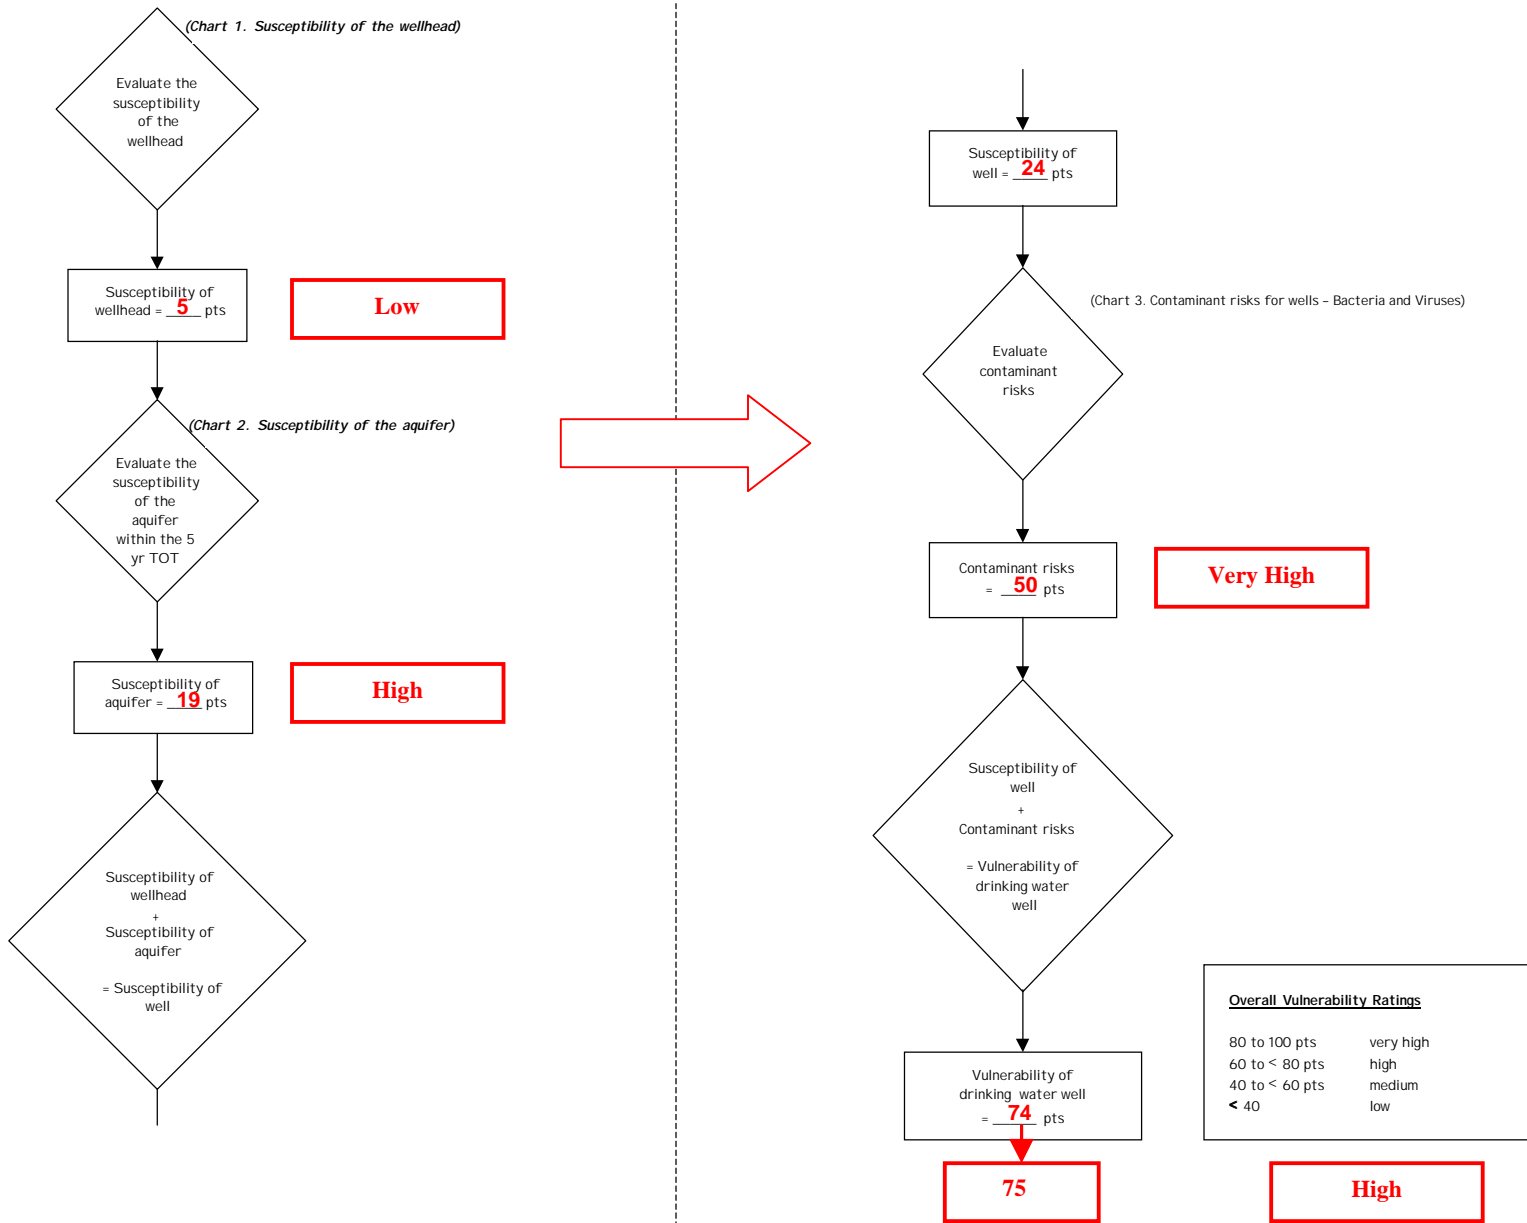 (Chart 1. Susceptibility of the wellhead)
Evaluate the
susceptibility
of the
wellhead
Susceptibility of
wellhead = 5 pts
Low
(Chart 2. Susceptibility of the aquifer)
Evaluate the
susceptibility
of the
aquifer
within the 5
yr TOT
Susceptibility of
aquifer = 19 pts
High
Susceptibility of
wellhead
+
Susceptibility of
aquifer
= Susceptibility of
well
Susceptibility of
well = 24 pts
(Chart 3. Contaminant risks for wells – Bacteria and Viruses)
Evaluate
contaminant
risks
Contaminant risks
= 50 pts
Very High
Susceptibility of
well
+
Contaminant risks
= Vulnerability of
drinking water
well
Vulnerability of
drinking water well
= 74 pts
75
Overall Vulnerability Ratings
80 to 100 pts very high
60 to < 80 pts high
40 to < 60 pts medium
< 40 low
High